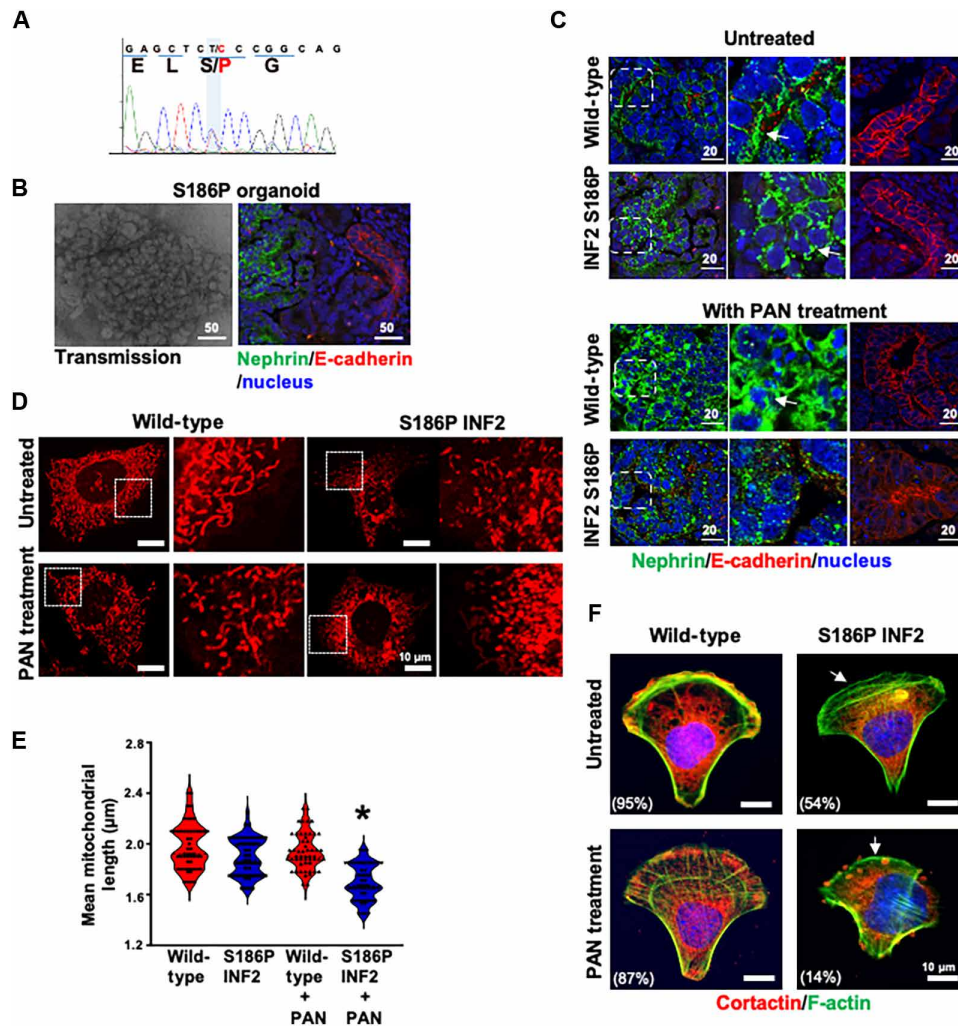 A
G A G C T C T/C C C G G C A G
E L S/P G
B
S186P organoid
50
50
Transmission
Nephrin/E-cadherin
/nucleus
C
Untreated
Wild-type
20
20
20
INF2 S186P
20
20
20
With PAN treatment
Wild-type
20
20
20
INF2 S186P
20
20
20
Nephrin/E-cadherin/nucleus
D
Wild-type
S186P INF2
Untreated
PAN treatment
10 μm
E
Mean mitochondrial
length (μm)
2.8
2.4
2.0
1.6
1.2
*
Wild-
type
S186P
INF2
Wild-
type
+
PAN
S186P
INF2
+
PAN
F
Wild-type
S186P INF2
Untreated
(95%)
(54%)
PAN treatment
(87%)
(14%)
10 μm
Cortactin/F-actin